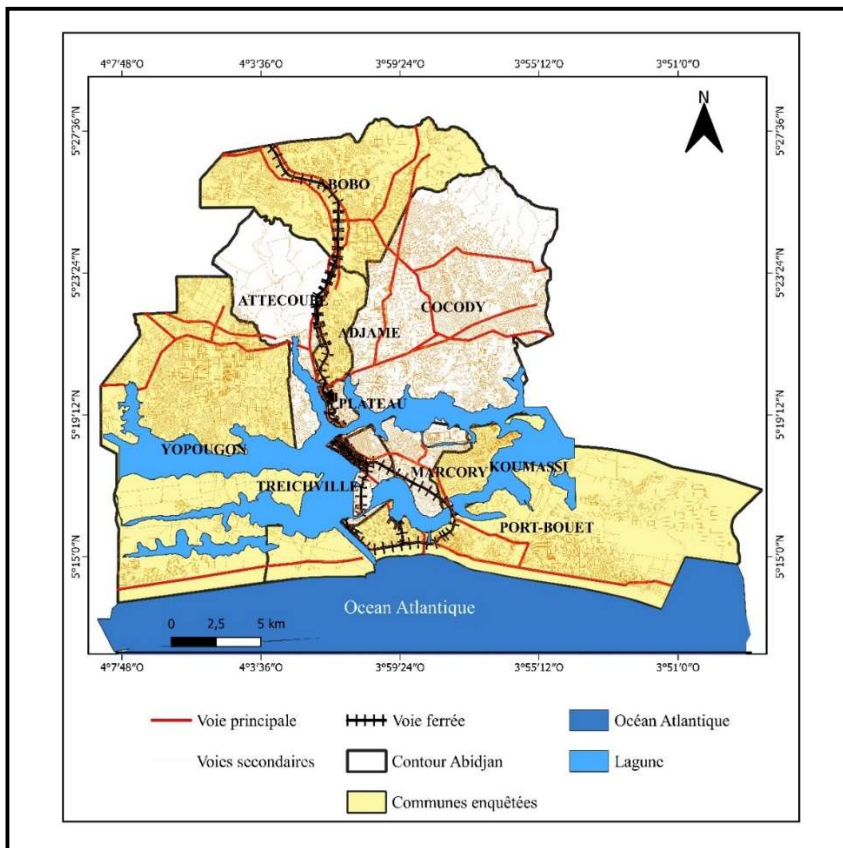 4°7'48"O 4°3'36"O 3°59'24"O 3°55'12"O 3°51'0"O
N
5°27'36"N 5°27'36"N
ABOBO
5°23'24"N 5°23'24"N
ATTECOUBE
COCODY
ADJAME
PLATEAU
5°19'12"N 5°19'12"N
YOPOUGON
MARCORY
KOUMASSI
TREICHVILLE
PORT-BOUET
5°15'0"N 5°15'0"N
Ocean Atlantique
0 2,5 5 km
4°7'48"O 4°3'36"O 3°59'24"O 3°55'12"O 3°51'0"O
Voie principale Voie ferrée Océan Atlantique
Voies secondaires Contour Abidjan Lagune
Communes enquêtées